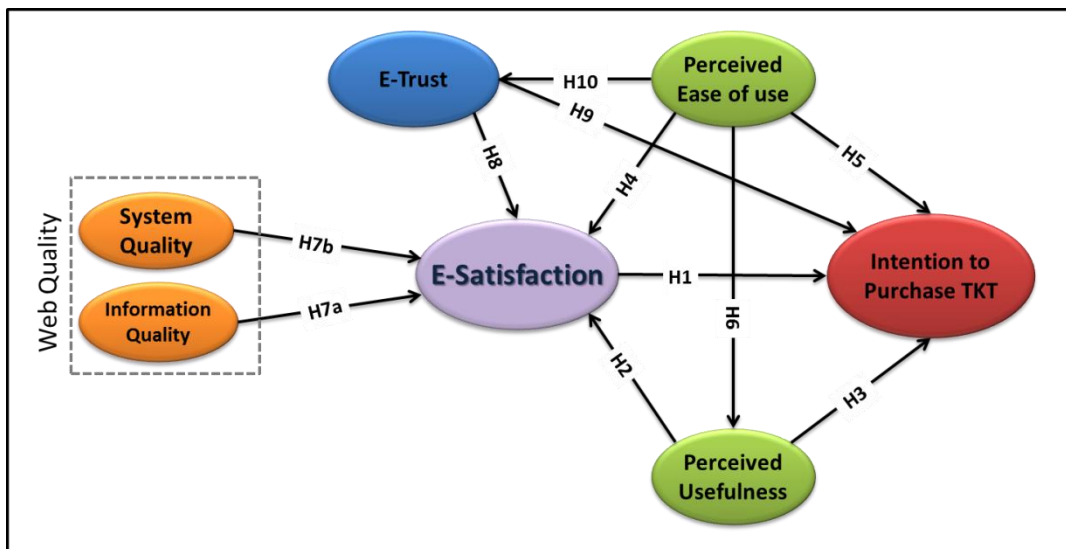 E-Trust
Perceived
Ease of use
H10
H9
H8
H4
H5
System
Quality
H7b
Web Quality
E-Satisfaction
H1
Intention to
Purchase TKT
Information
Quality
H7a
H6
H2
H3
Perceived
Usefulness